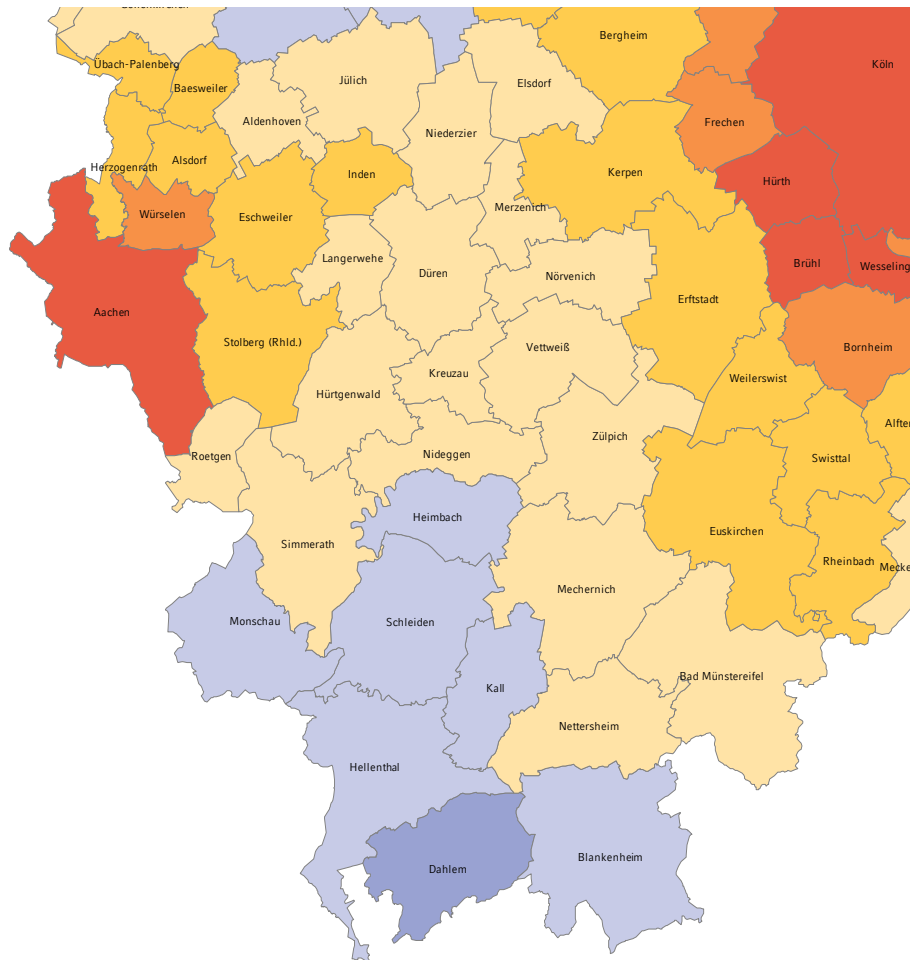 Bergheim
Köln
Übach-Palenberg
Jülich
Elsdorf
Baesweiler
Aldenhoven
Frechen
Niederzier
Alsdorf
Herzogenrath
Inden
Kerpen
Hürth
Würselen
Eschweiler
Merzenich
Langerwehe
Düren
Nörvenich
Brühl
Wesseling
Erftstadt
Aachen
Stolberg (Rhld.)
Vettweiß
Bornheim
Kreuzau
Weilerswist
Hürtgenwald
Zülpich
Alfter
Roetgen
Nideggen
Swisttal
Heimbach
Simmerath
Euskirchen
Rheinbach
Mecke
Mechernich
Monschau
Schleiden
Bad Münstereifel
Kall
Nettersheim
Hellenthal
Blankenheim
Dahlem